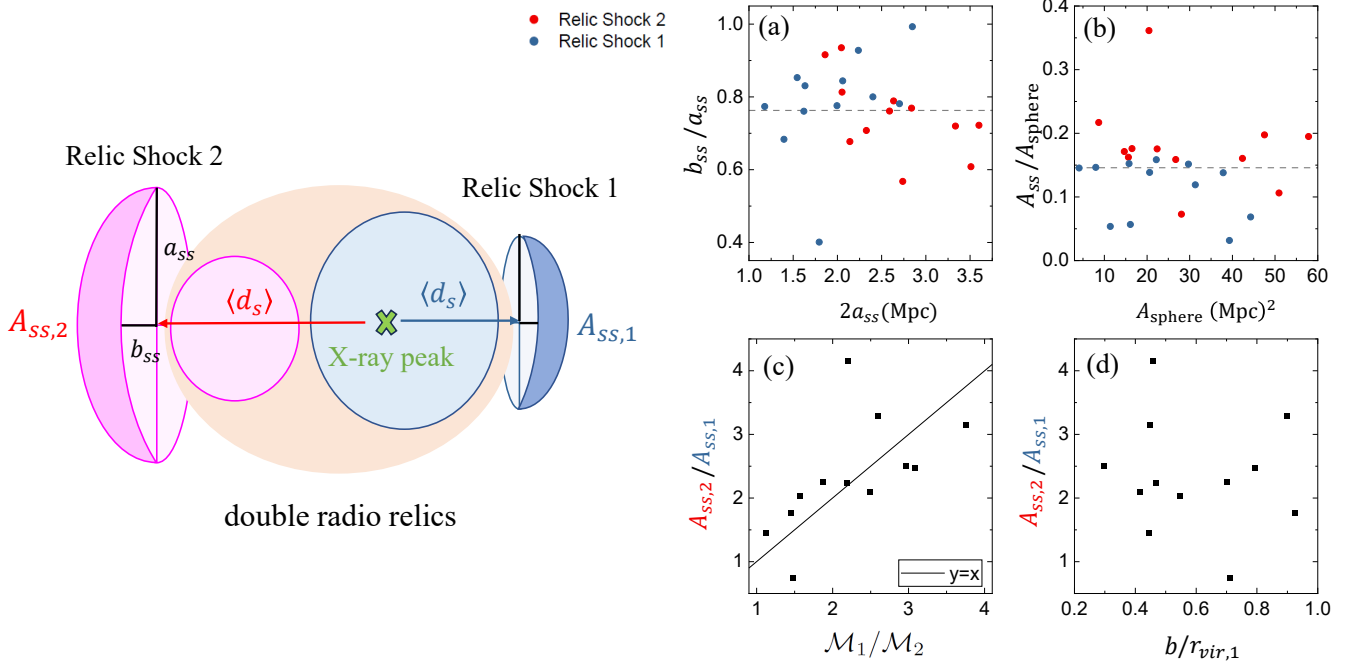 Relic Shock 2
Relic Shock 1
Relic Shock 2
Relic Shock 1
a_ss
b_ss
⟨d_s⟩
⟨d_s⟩
A_ss,2
A_ss,1
X-ray peak
double radio relics
(a)
1.0
0.8
0.6
0.4
b_ss/a_ss
1.0 1.5 2.0 2.5 3.0 3.5
2a_ss(Mpc)
(b)
0.4
0.3
0.2
0.1
0.0
A_ss/A_sphere
10 20 30 40 50 60
A_sphere (Mpc)²
(c)
4
3
2
1
A_ss,2/A_ss,1
y=x
1 2 3 4
ℳ₁/ℳ₂
(d)
4
3
2
1
A_ss,2/A_ss,1
0.2 0.4 0.6 0.8 1.0
b/r_vir,1